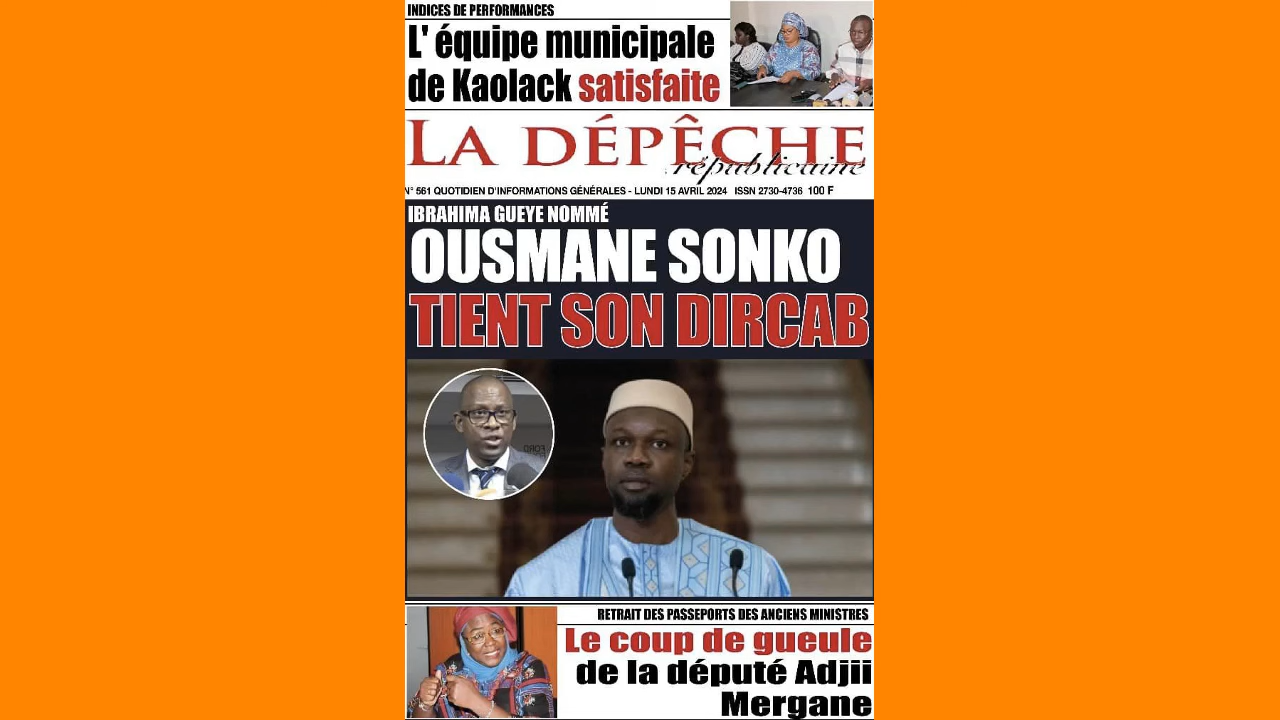 INDICES DE PERFORMANCES
L' équipe municipale
de Kaolack satisfaite
LA DÉPÊCHE
républicaine
N° 561 QUOTIDIEN D'INFORMATIONS GÉNÉRALES - LUNDI 15 AVRIL 2024 ISSN 2730-4736 100 F
IBRAHIMA GUEYE NOMMÉ
OUSMANE SONKO
TIENT SON DIRCAB
RETRAIT DES PASSEPORTS DES ANCIENS MINISTRES
Le coup de gueule
de la député Adjii
Mergane